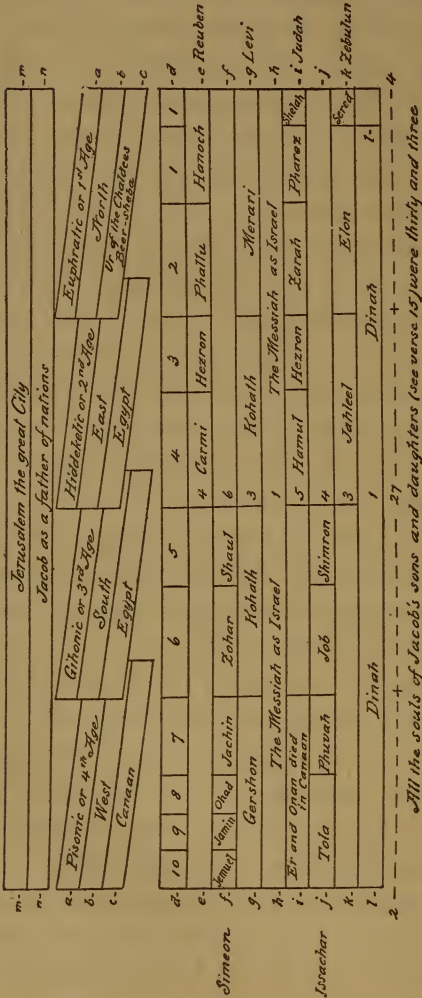 m- Jerusalem the great City -m
n- Jacob as a father of nations -n
a- Pisonic or 4th Age Gihonic or 3rd Age Hiddekelic or 2nd Age Euphratic or 1st Age -a
b- West South East North -b
c- Canaan Egypt Egypt Ur of the Chaldees -c
Beer-sheba
d- 10 9 8 7 6 5 4 3 2 1 1 -d
e- 4 Carmi Hezron Phallu Hanoch -e Reuben
Simeon f- Jemuel Jamin Ohad Jachin Zohar Shaul 6 -f
g- Gershon Kohath 3 Kohath Merari -g Levi
h- The Messiah as Israel 1 The Messiah as Israel -h
i- Er and Onan died in Canaan 5 Hamul Hezron Zarah Pharez Shelah -i Judah
Issachar j- Tola Phuvah Job Shimron 4 -j
k- 3 Jahleel Elon Sered -k Zebulun
l- Dinah 1 Dinah l-
2 - - - - - - + - - - - - - 27 - - - - - - + - - - - - - 4
All the souls of Jacob's sons and daughters (see verse 15) were thirty and three